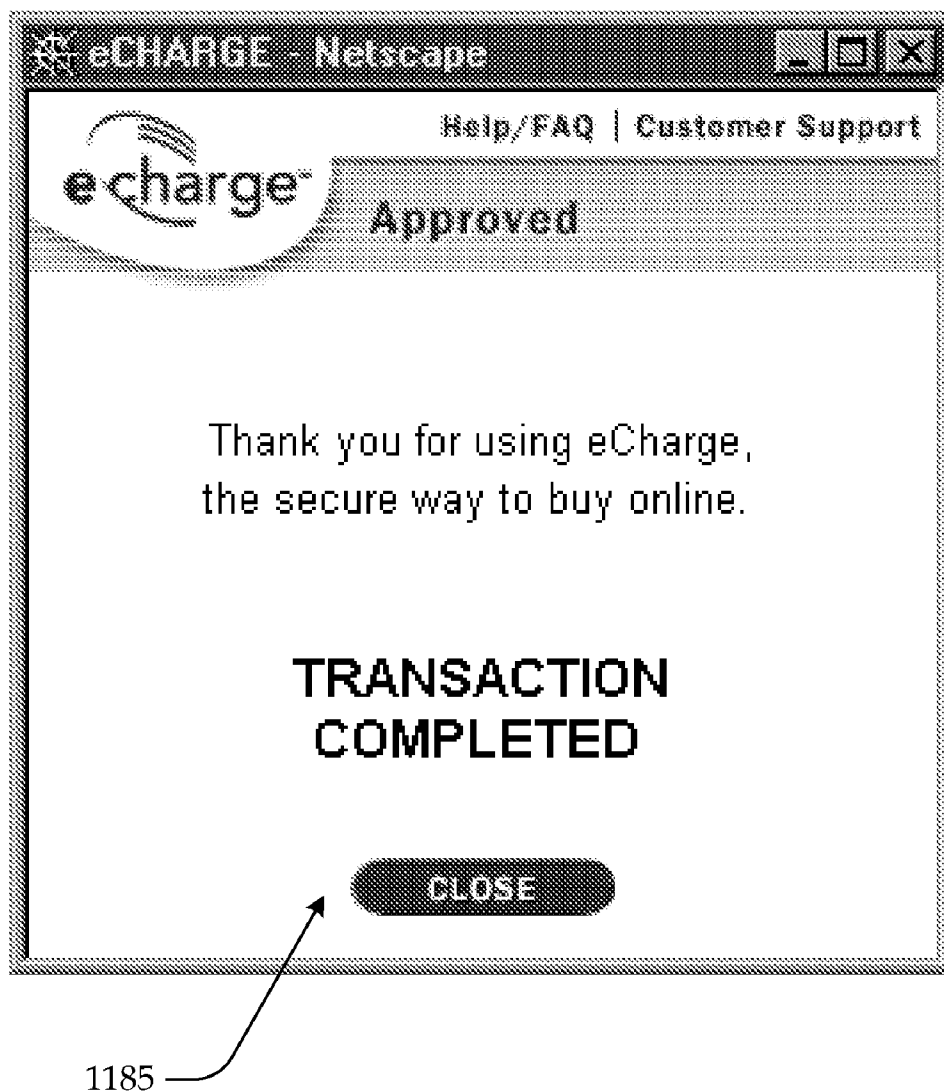 eCHARGE - Netscape
Help/FAQ | Customer Support
e charge™
Approved
Thank you for using eCharge,
the secure way to buy online.
TRANSACTION
COMPLETED
CLOSE
1185